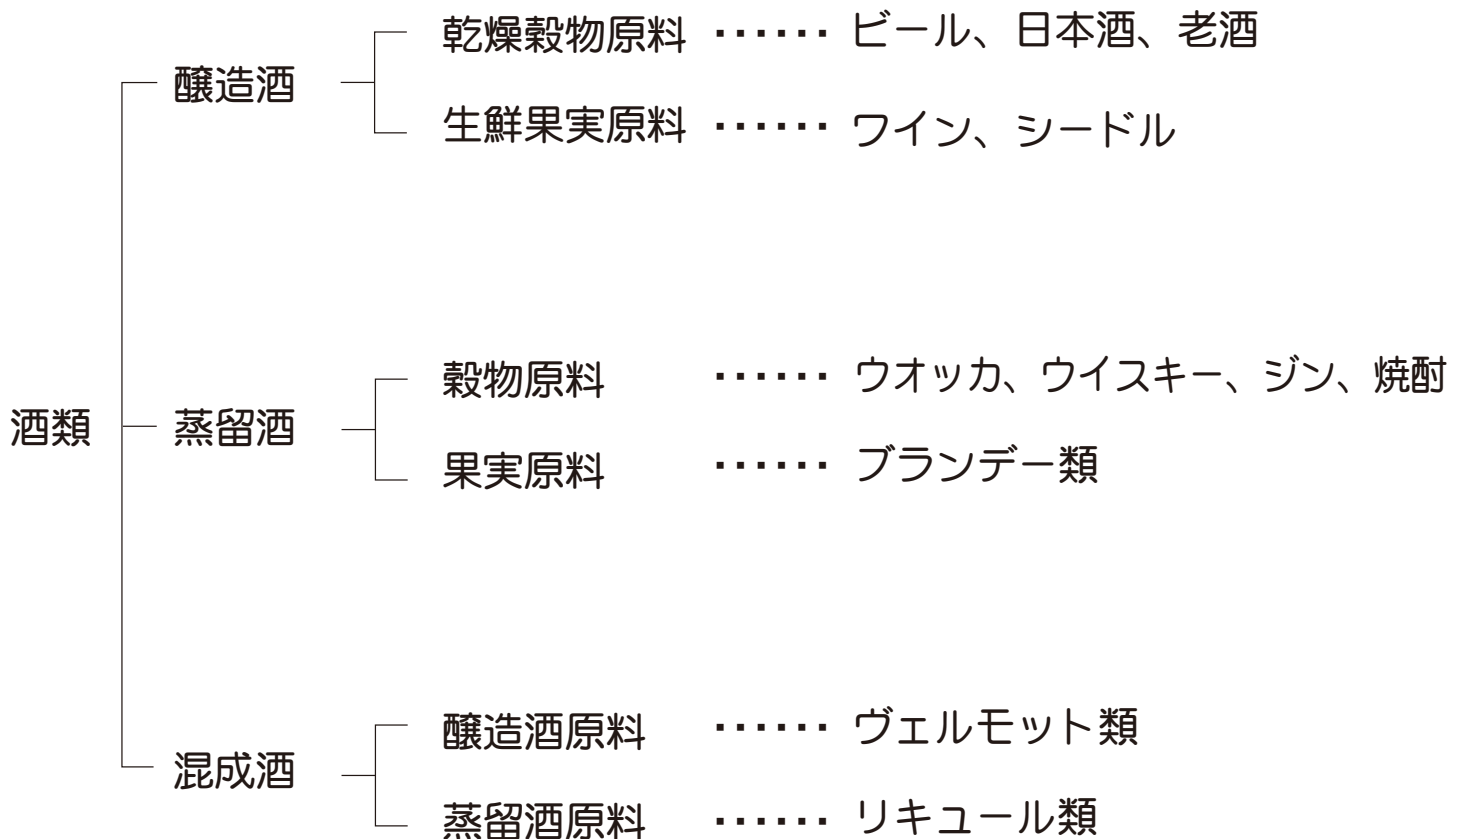 乾燥穀物原料 ‥‥‥ ビール、日本酒、老酒
醸造酒
生鮮果実原料 ‥‥‥ ワイン、シードル
穀物原料 ‥‥‥ ウオッカ、ウイスキー、ジン、焼酎
酒類 蒸留酒
果実原料 ‥‥‥ ブランデー類
醸造酒原料 ‥‥‥ ヴェルモット類
混成酒
蒸留酒原料 ‥‥‥ リキュール類